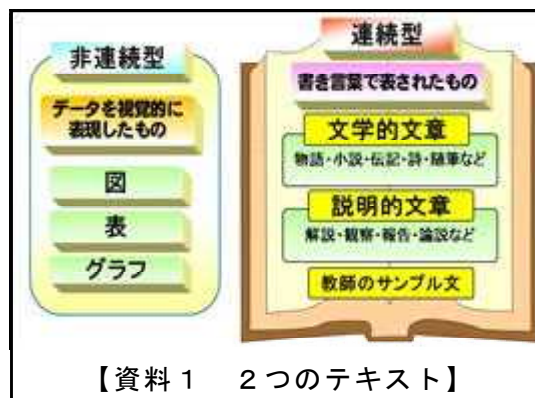 非連続型
データを視覚的に
表現したもの
図
表
グラフ
連続型
書き言葉で表されたもの
文学的文章
物語・小説・伝記・詩・随筆など
説明的文章
解説・観察・報告・論説など
教師のサンプル文
【資料1 2つのテキスト】